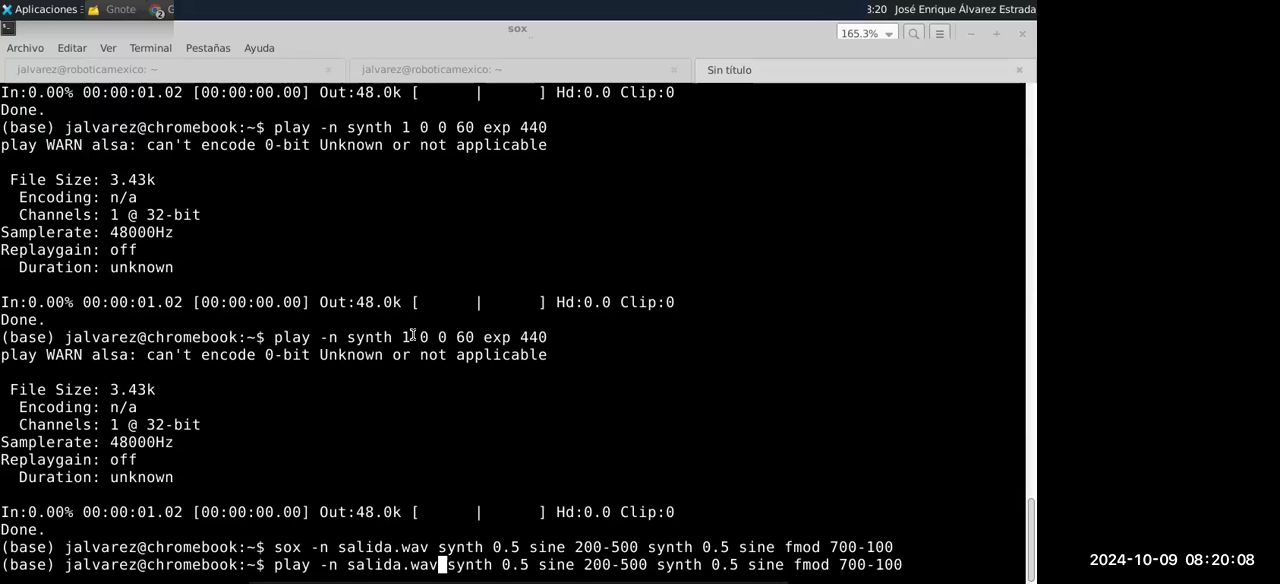 Aplicaciones : Gnote G 3:20 José Enrique Álvarez Estrada
sox
165.3%
Archivo Editar Ver Terminal Pestañas Ayuda
jalvarez@roboticamexico: ~ jalvarez@roboticamexico: ~ Sin título
In:0.00% 00:00:01.02 [00:00:00.00] Out:48.0k [      |      ] Hd:0.0 Clip:0
Done.
(base) jalvarez@chromebook:~$ play -n synth 1 0 0 60 exp 440
play WARN alsa: can't encode 0-bit Unknown or not applicable
File Size: 3.43k
Encoding: n/a
Channels: 1 @ 32-bit
Samplerate: 48000Hz
Replaygain: off
Duration: unknown
In:0.00% 00:00:01.02 [00:00:00.00] Out:48.0k [      |      ] Hd:0.0 Clip:0
Done.
(base) jalvarez@chromebook:~$ play -n synth 1 0 0 60 exp 440
play WARN alsa: can't encode 0-bit Unknown or not applicable
File Size: 3.43k
Encoding: n/a
Channels: 1 @ 32-bit
Samplerate: 48000Hz
Replaygain: off
Duration: unknown
In:0.00% 00:00:01.02 [00:00:00.00] Out:48.0k [      |      ] Hd:0.0 Clip:0
Done.
(base) jalvarez@chromebook:~$ sox -n salida.wav synth 0.5 sine 200-500 synth 0.5 sine fmod 700-100
(base) jalvarez@chromebook:~$ play -n salida.wav synth 0.5 sine 200-500 synth 0.5 sine fmod 700-100
2024-10-09 08:20:08